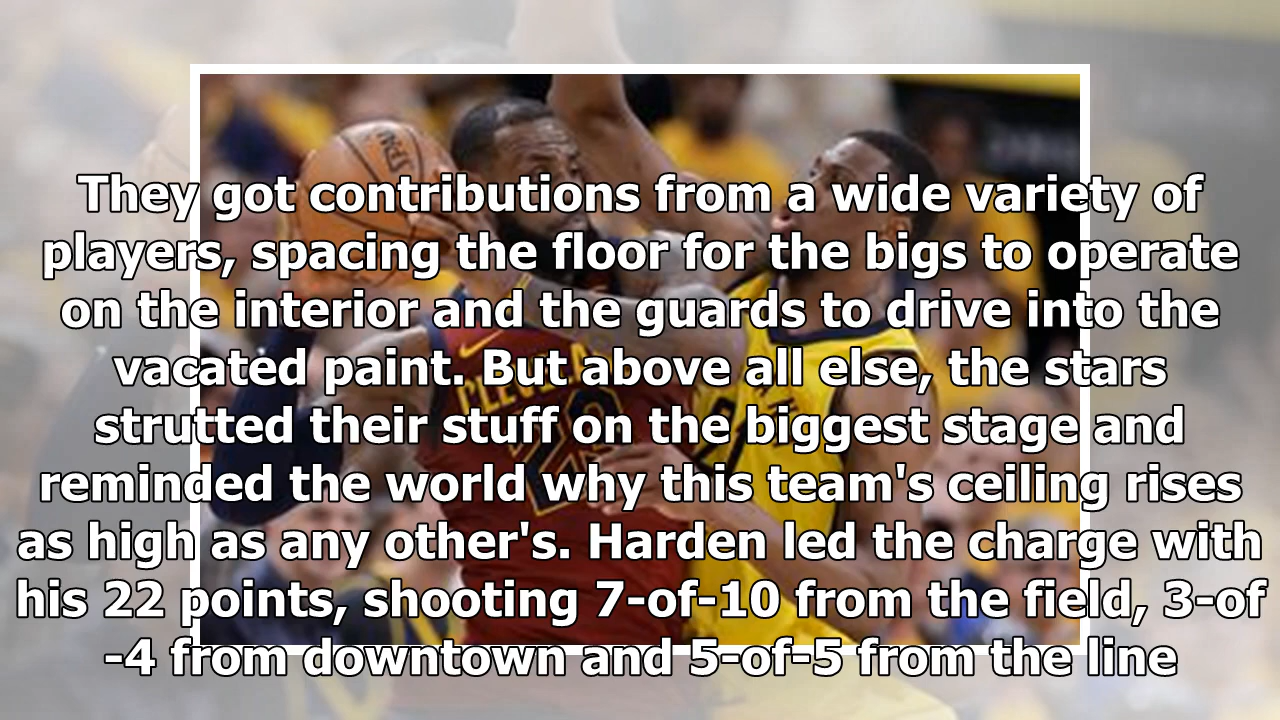 They got contributions from a wide variety of
players, spacing the floor for the bigs to operate
on the interior and the guards to drive into the
vacated paint. But above all else, the stars
strutted their stuff on the biggest stage and
reminded the world why this team's ceiling rises
as high as any other's. Harden led the charge with
his 22 points, shooting 7-of-10 from the field, 3-of
-4 from downtown and 5-of-5 from the line